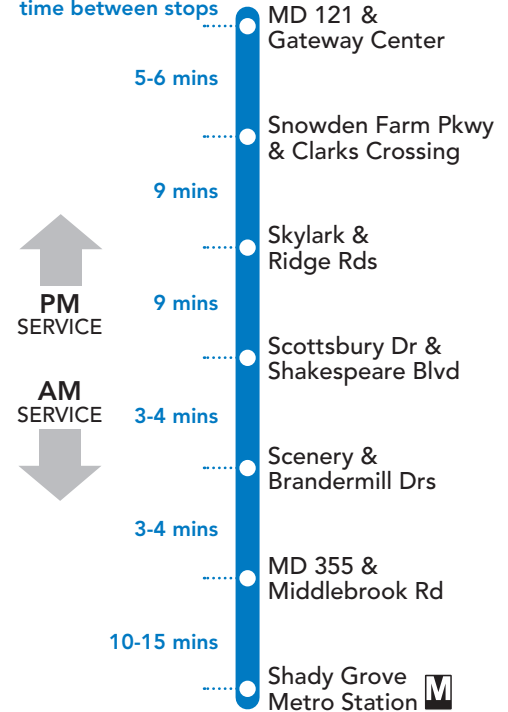 time between stops
MD 121 &
Gateway Center
5-6 mins
Snowden Farm Pkwy
& Clarks Crossing
9 mins
Skylark &
Ridge Rds
PM
SERVICE
9 mins
Scottsbury Dr &
Shakespeare Blvd
AM
SERVICE
3-4 mins
Scenery &
Brandermill Drs
3-4 mins
MD 355 &
Middlebrook Rd
10-15 mins
Shady Grove
Metro Station M